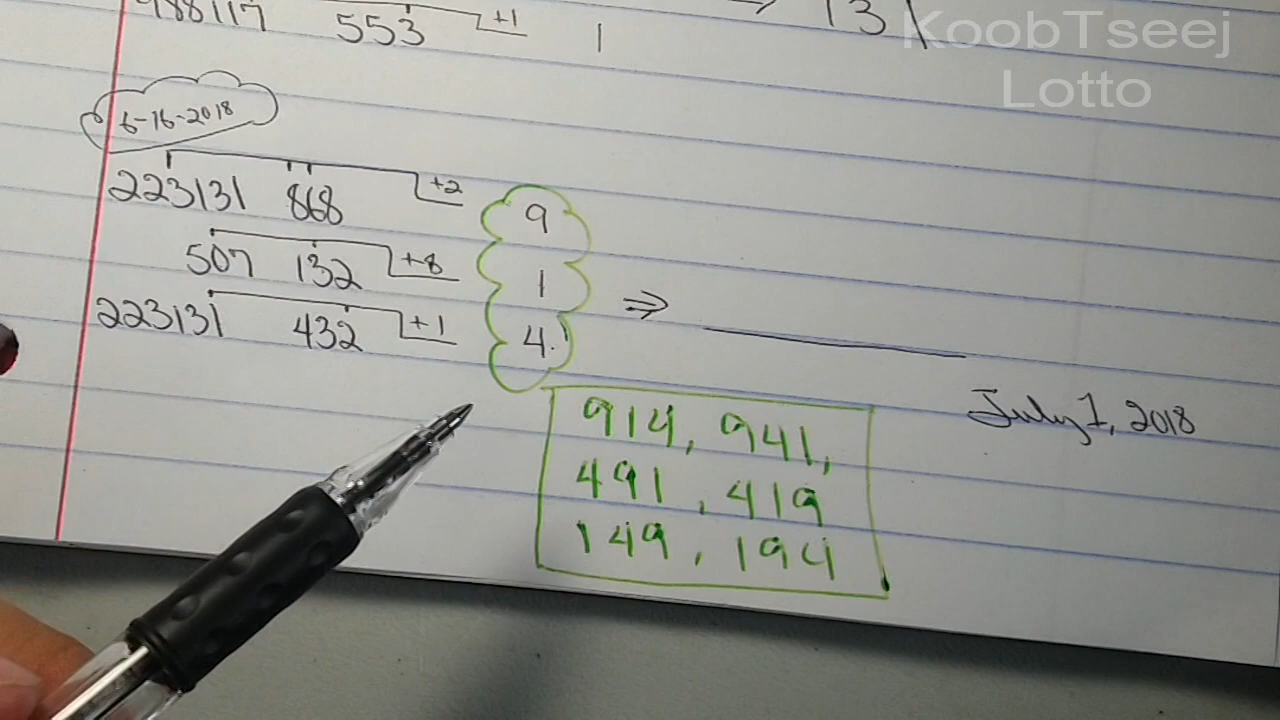 553 +1 1
KoobTseej
Lotto
6-16-2018
223131 868 +2 9
507 132 +8 1
223131 432 +1 4
⇒
July 1, 2018
914, 941,
491, 419
149, 194